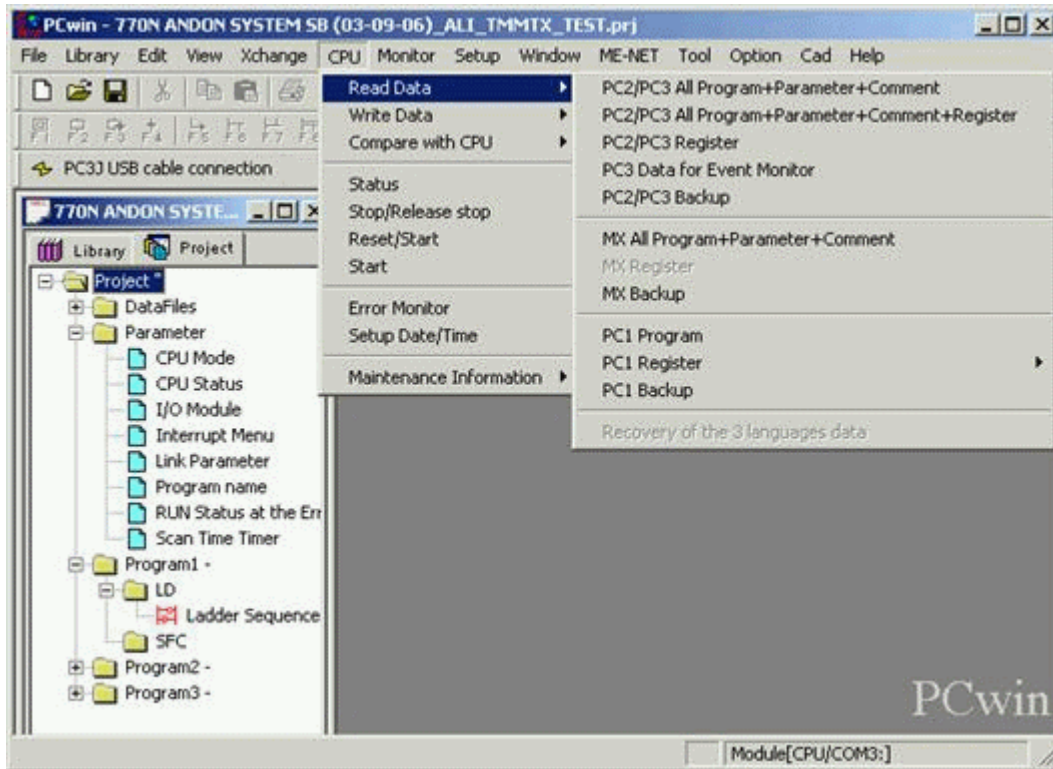 PCwin - 770N ANDON SYSTEM SB (03-09-06)_ALI_TMMTX_TEST.prj
File Library Edit View Xchange CPU Monitor Setup Window ME-NET Tool Option Cad Help
F1 F2 F3 F4 F5 F6 F7
PC3J USB cable connection
770N ANDON SYSTE...
Library Project
Project *
DataFiles
Parameter
CPU Mode
CPU Status
I/O Module
Interrupt Menu
Link Parameter
Program name
RUN Status at the Err
Scan Time Timer
Program1 -
LD
Ladder Sequence
SFC
Program2 -
Program3 -
Read Data
Write Data
Compare with CPU
Status
Stop/Release stop
Reset/Start
Start
Error Monitor
Setup Date/Time
Maintenance Information
PC2/PC3 All Program+Parameter+Comment
PC2/PC3 All Program+Parameter+Comment+Register
PC2/PC3 Register
PC3 Data for Event Monitor
PC2/PC3 Backup
MX All Program+Parameter+Comment
MX Register
MX Backup
PC1 Program
PC1 Register
PC1 Backup
Recovery of the 3 languages data
PCwin
Module[CPU/COM3:]